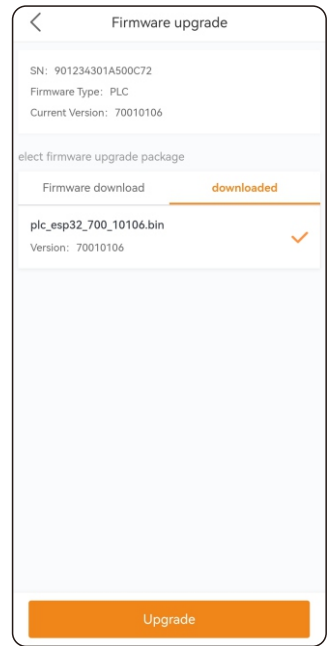 Firmware upgrade
SN: 901234301A500C72
Firmware Type: PLC
Current Version: 70010106
elect firmware upgrade package
Firmware download
downloaded
plc_esp32_700_10106.bin
Version: 70010106
Upgrade